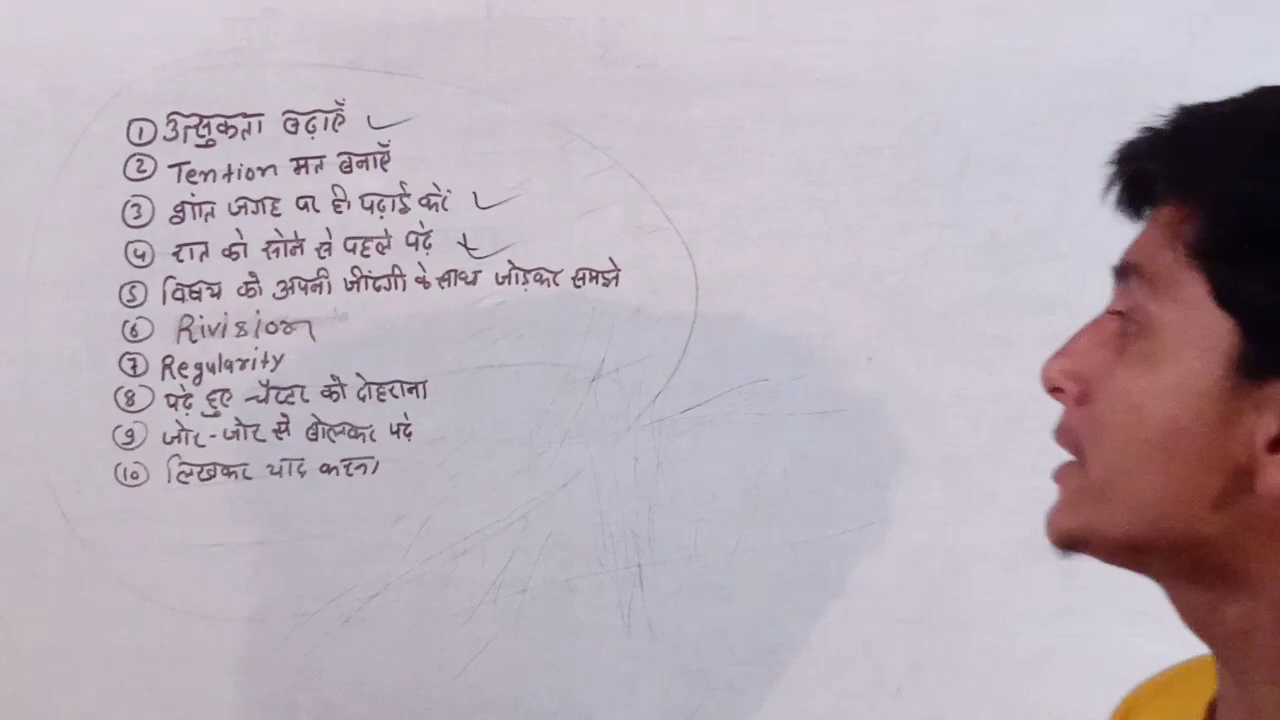 ① उत्सुकता बढ़ाएँ
② Tention मत बनाएँ
③ शांत जगह पर ही पढ़ाई करें
④ रात को सोने से पहले पढ़े
⑤ विषय को अपनी जींदगी के साथ जोड़कर समझे
⑥ Rivision
⑦ Regularity
⑧ पढ़े हुए चैप्टर को दोहराना
⑨ जोर-जोर से बोलकर पढ़े
⑩ लिखकर याद करना